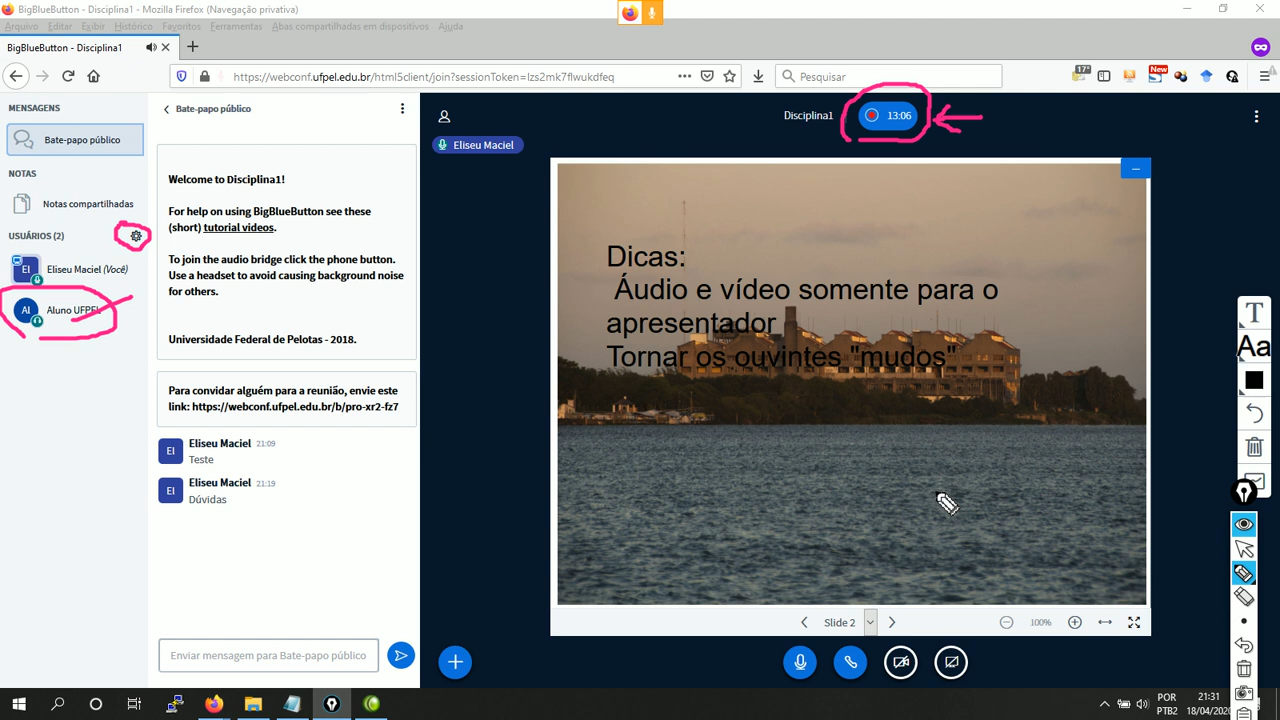 BigBlueButton - Disciplina1 - Mozilla Firefox (Navegação privativa)
Arquivo Editar Exibir Histórico Favoritos Ferramentas Abas compartilhadas em dispositivos Ajuda
BigBlueButton - Disciplina1
https://webconf.ufpel.edu.br/html5client/join?sessionToken=lzs2mk7flwukdfeq
Pesquisar
17°
New
MENSAGENS
Bate-papo público
NOTAS
Notas compartilhadas
USUÁRIOS (2)
EI Eliseu Maciel (Você)
Al Aluno UFPEL
Bate-papo público
Welcome to Disciplina1!
For help on using BigBlueButton see these
(short) tutorial videos.
To join the audio bridge click the phone button.
Use a headset to avoid causing background noise
for others.
Universidade Federal de Pelotas - 2018.
Para convidar alguém para a reunião, envie este
link: https://webconf.ufpel.edu.br/b/pro-xr2-fz7
EI Eliseu Maciel 21:09
Teste
EI Eliseu Maciel 21:19
Dúvidas
Enviar mensagem para Bate-papo público
Disciplina1 13:06
Eliseu Maciel
Dicas:
Áudio e vídeo somente para o
apresentador
Tornar os ouvintes "mudos"
T
Aa
Slide 2
100%
POR
PTB2
21:31
18/04/2020